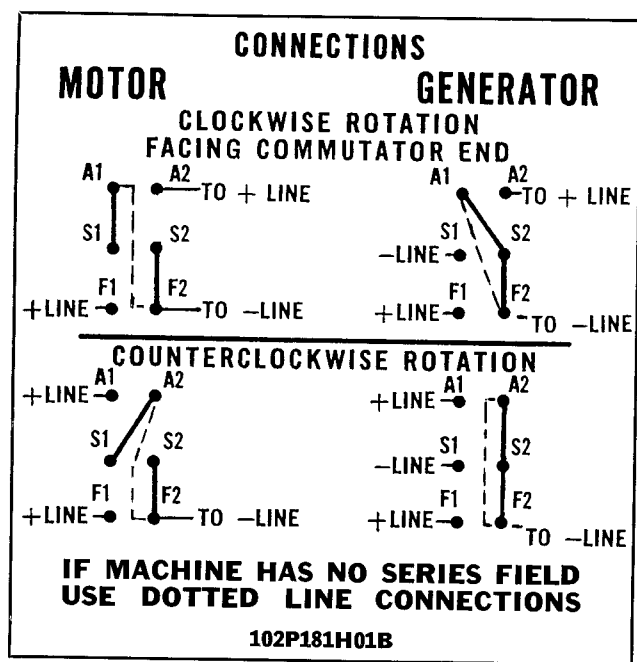 CONNECTIONS
MOTOR GENERATOR
CLOCKWISE ROTATION
FACING COMMUTATOR END
A1 A2 TO + LINE A1 A2 TO + LINE
S1 S2 -LINE S1 S2
+LINE F1 F2 TO -LINE +LINE F1 F2 TO -LINE
COUNTERCLOCKWISE ROTATION
+LINE A1 A2 +LINE A1 A2
S1 S2 -LINE S1 S2
+LINE F1 F2 TO -LINE +LINE F1 F2 TO -LINE
IF MACHINE HAS NO SERIES FIELD
USE DOTTED LINE CONNECTIONS
102P181H01B